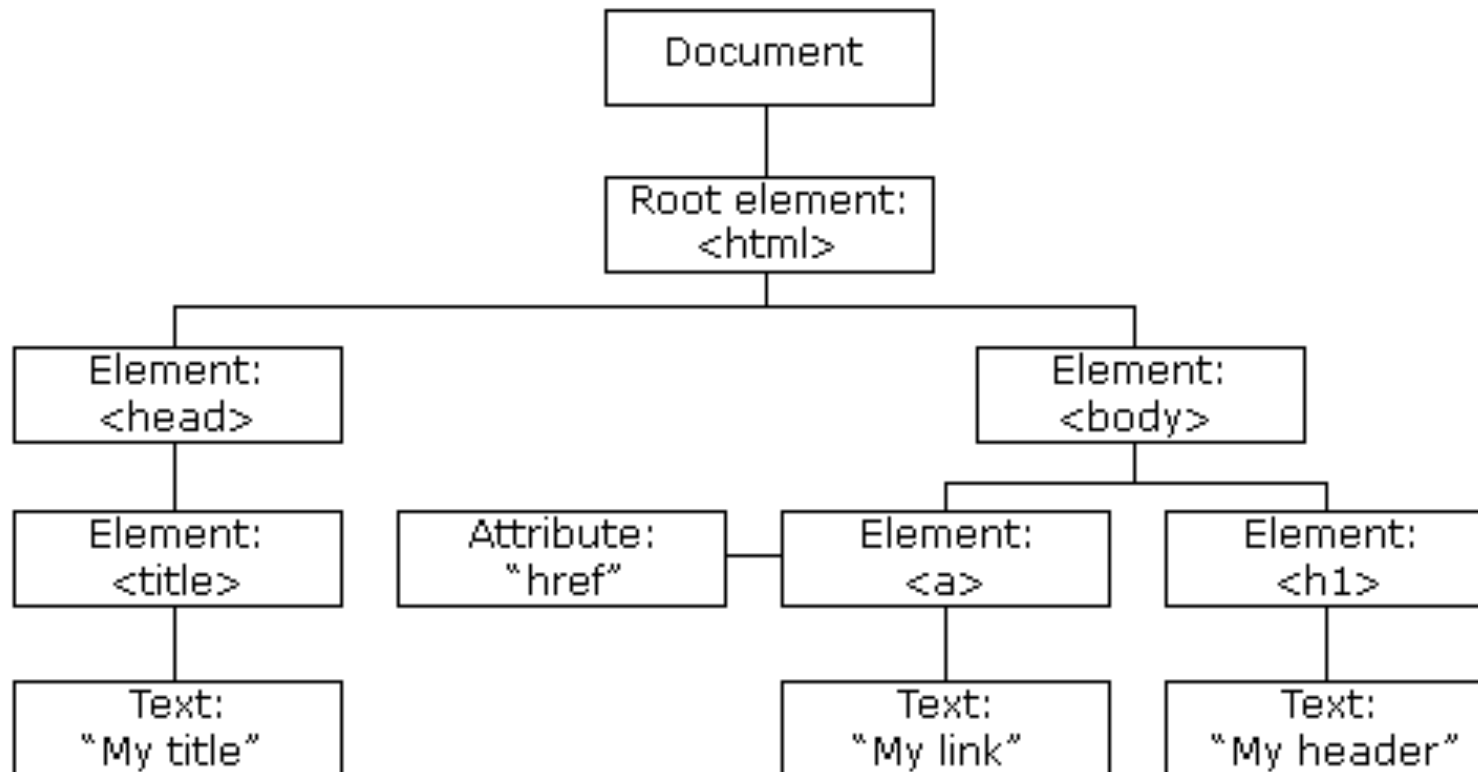 Document
Root element:
<html>
Element:
<head>
Element:
<body>
Element:
<title>
Attribute:
“href”
Element:
<a>
Element:
<h1>
Text:
“My title”
Text:
“My link”
Text:
“My header”